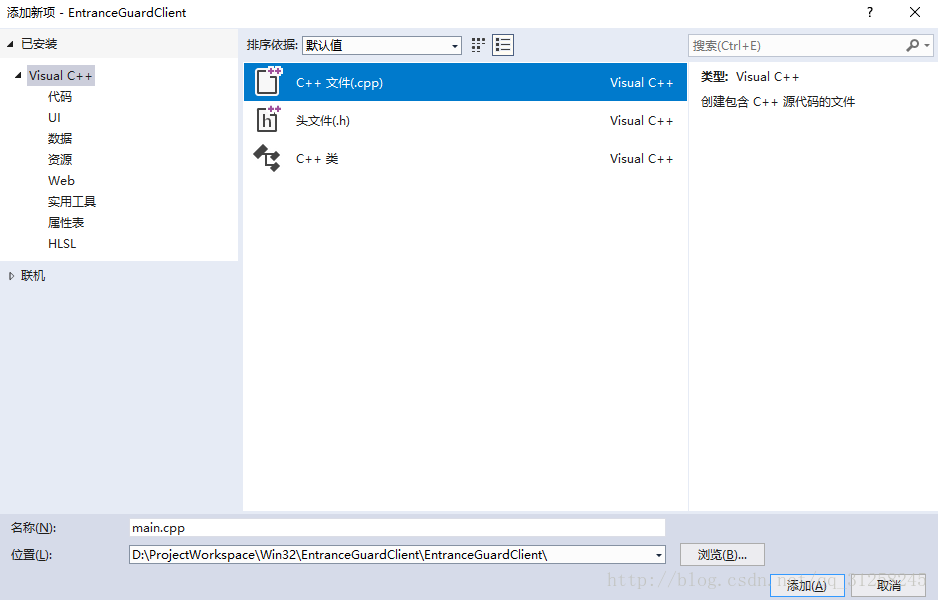 添加新项 - EntranceGuardClient
?
已安装
Visual C++
代码
UI
数据
资源
Web
实用工具
属性表
HLSL
联机
排序依据: 默认值
C++ 文件(.cpp) Visual C++
头文件(.h) Visual C++
C++ 类 Visual C++
搜索(Ctrl+E)
类型: Visual C++
创建包含 C++ 源代码的文件
名称(N): main.cpp
位置(L): D:\ProjectWorkspace\Win32\EntranceGuardClient\EntranceGuardClient\ 浏览(B)...
添加(A) 取消